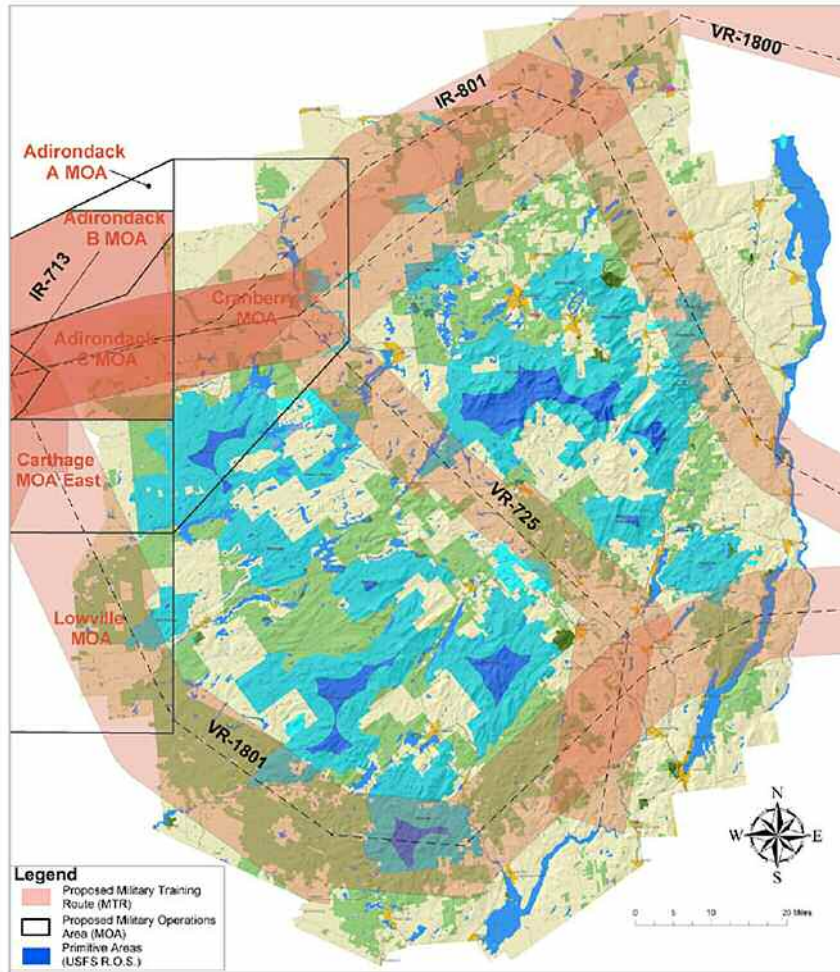 VR-1800
IR-801
Adirondack
A MOA
Adirondack
B MOA
IR-713
Cranberry
MOA
Adirondack
C MOA
Carthage
MOA East
VR-725
Lowville
MOA
VR-1801
N
W
E
S
Legend
Proposed Military Training
Route (MTR)
Proposed Military Operations
Area (MOA)
Primitive Areas
(USFS R.O.S.)
0 5 10 20 Miles